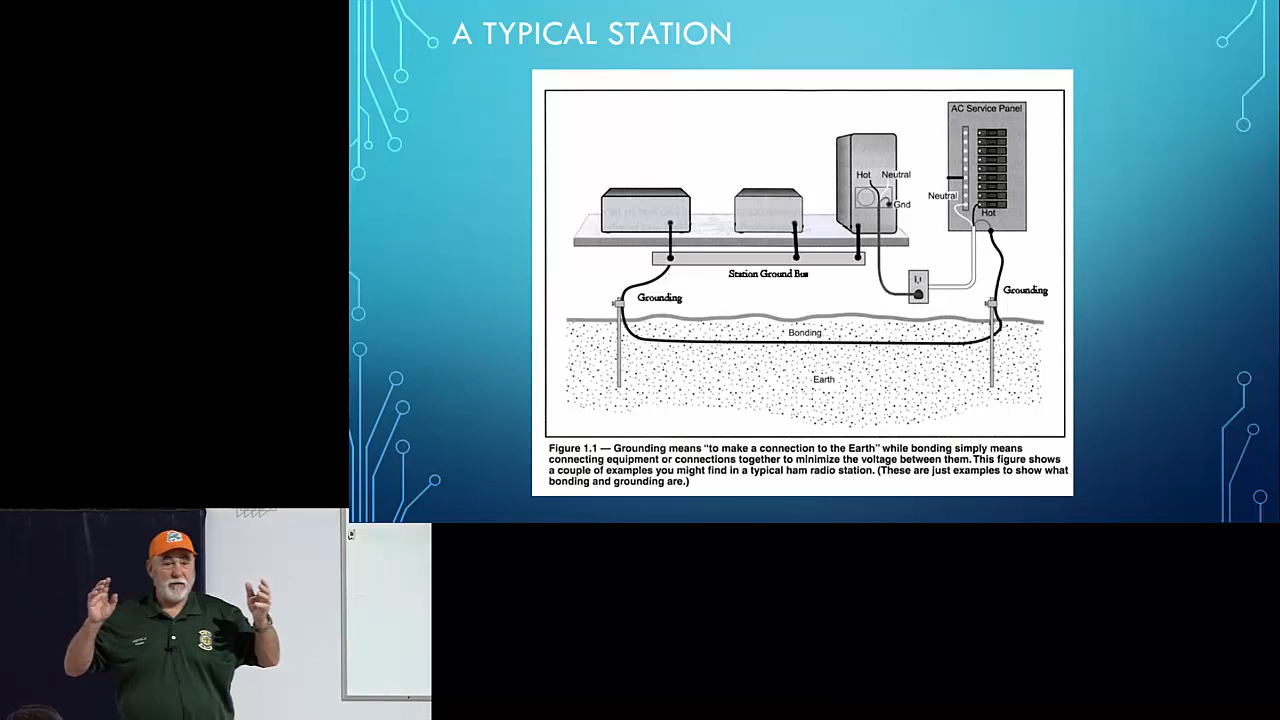 A TYPICAL STATION
AC Service Panel
Hot Neutral
Neutral
Gnd
Hot
Station Ground Bus
Grounding
Grounding
Bonding
Earth
Figure 1.1 — Grounding means “to make a connection to the Earth” while bonding simply means
connecting equipment or connections together to minimize the voltage between them. This figure shows
a couple of examples you might find in a typical ham radio station. (These are just examples to show what
bonding and grounding are.)